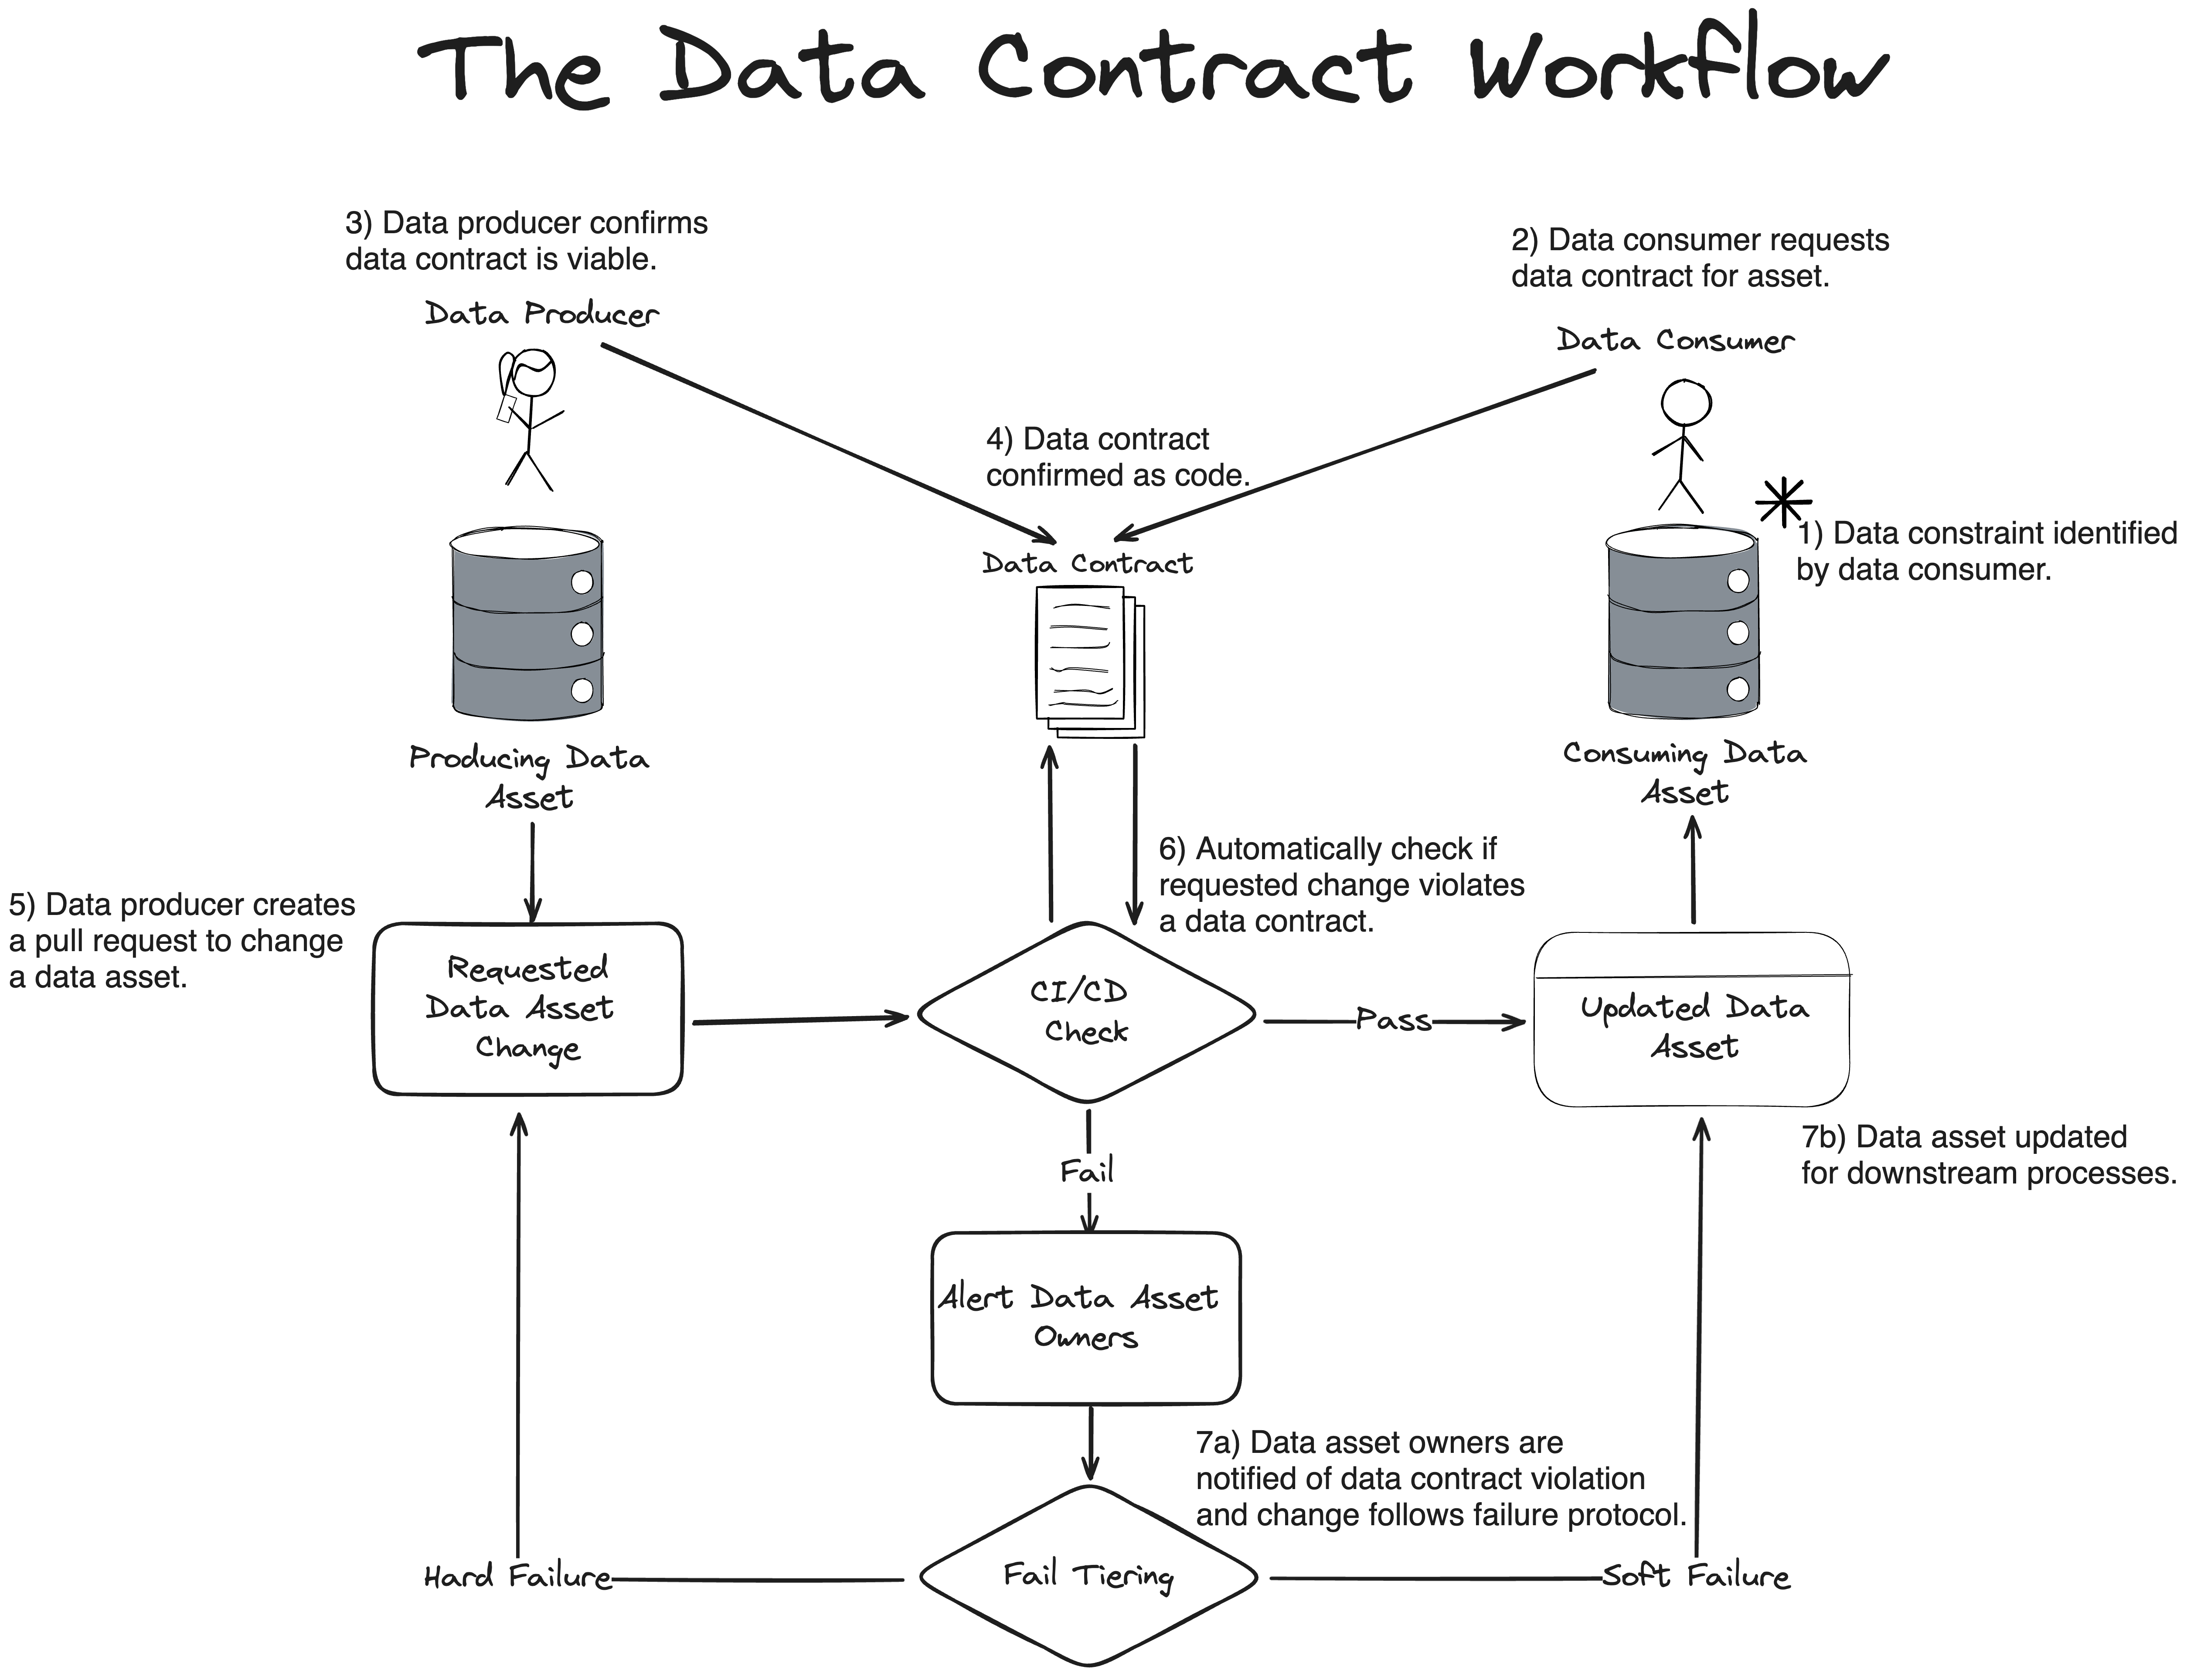 The Data Contract Workflow
3) Data producer confirms
data contract is viable.
2) Data consumer requests
data contract for asset.
Data Producer
Data Consumer
4) Data contract
confirmed as code.
1) Data constraint identified
by data consumer.
Data Contract
Producing Data
Asset
Consuming Data
Asset
6) Automatically check if
requested change violates
a data contract.
5) Data producer creates
a pull request to change
a data asset.
Requested
Data Asset
Change
CI/CD
Check
Pass
Updated Data
Asset
7b) Data asset updated
for downstream processes.
Fail
Alert Data Asset
Owners
7a) Data asset owners are
notified of data contract violation
and change follows failure protocol.
Hard Failure
Fail Tiering
Soft Failure